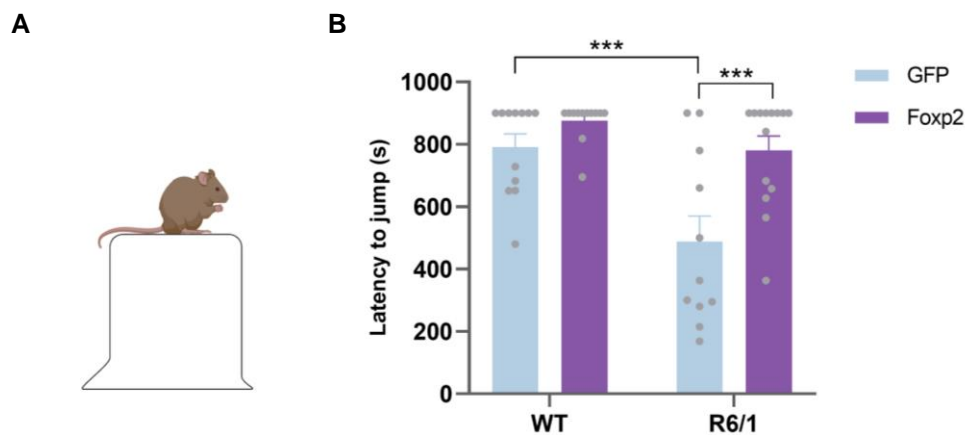 A
B
***
***
GFP
Foxp2
Latency to jump (s)
1000
800
600
400
200
0
WT
R6/1